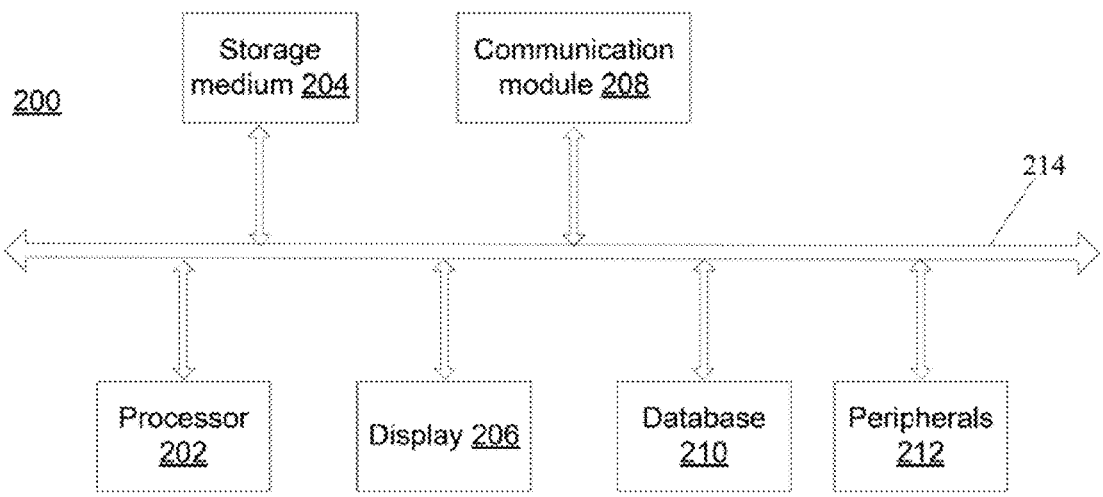 Storage
medium 204
Communication
module 208
200
214
Processor
202
Display 206
Database
210
Peripherals
212